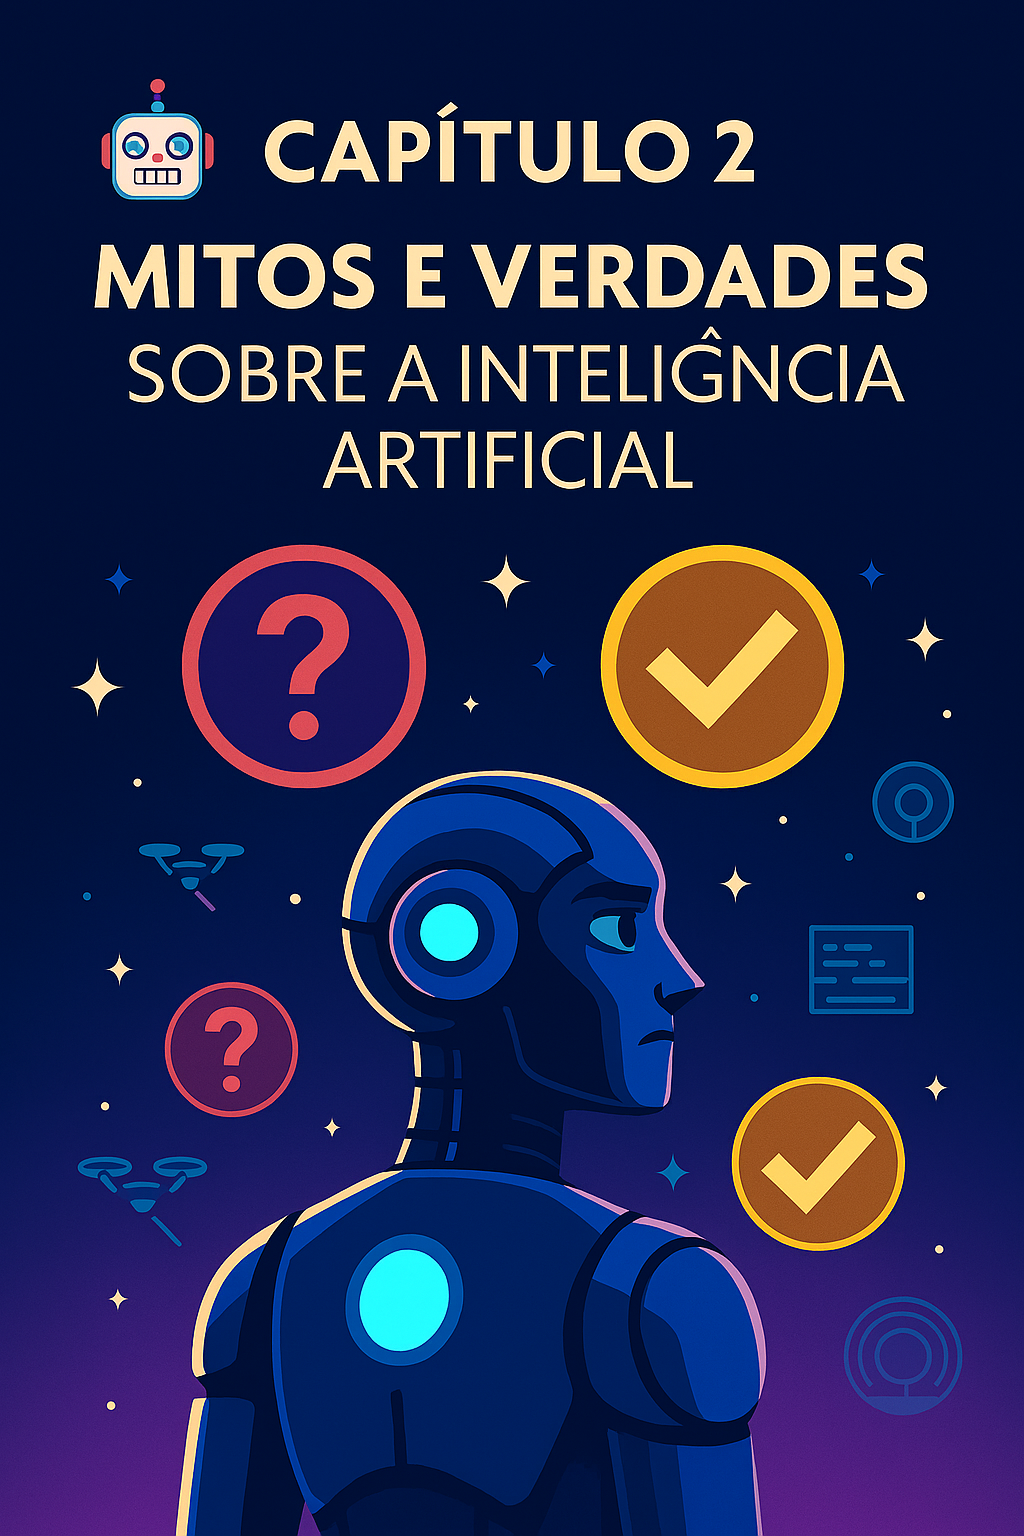 CAPÍTULO 2
MITOS E VERDADES
SOBRE A INTELIĜNCIA
ARTIFICIAL
?
?